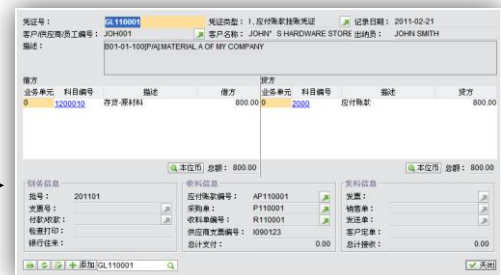 凭证号： GL110001 凭证类型： I,应付账款挂账凭证 记录日期： 2011-02-21
客户/供应商/员工编号： JOH001 客户名称： JOHN'S HARDWARE STORE 出纳员： JOHN SMITH
描述： B01-01-100[P/A]:MATERIAL A OF MY COMPANY
借方 贷方
业务单元 科目编号 描述 借方 业务单元 科目编号 描述 贷方
0 1200010 存货-原材料 800.00 0 2000 应付账款 800.00
本位币 总额： 800.00 本位币 总额： 800.00
财务信息 收料信息 发料信息
批号： 201101 应付账款编号： AP110001 发票：
支票号： 采购单： P110001 销售单：
付款/收款： 收料单编号： R110001 发送单：
检查打印： 供应商支票编号： I090123 客户定单：
银行往来： 总计支付： 0.00 总计接收： 0.00
添加 GL110001 关闭